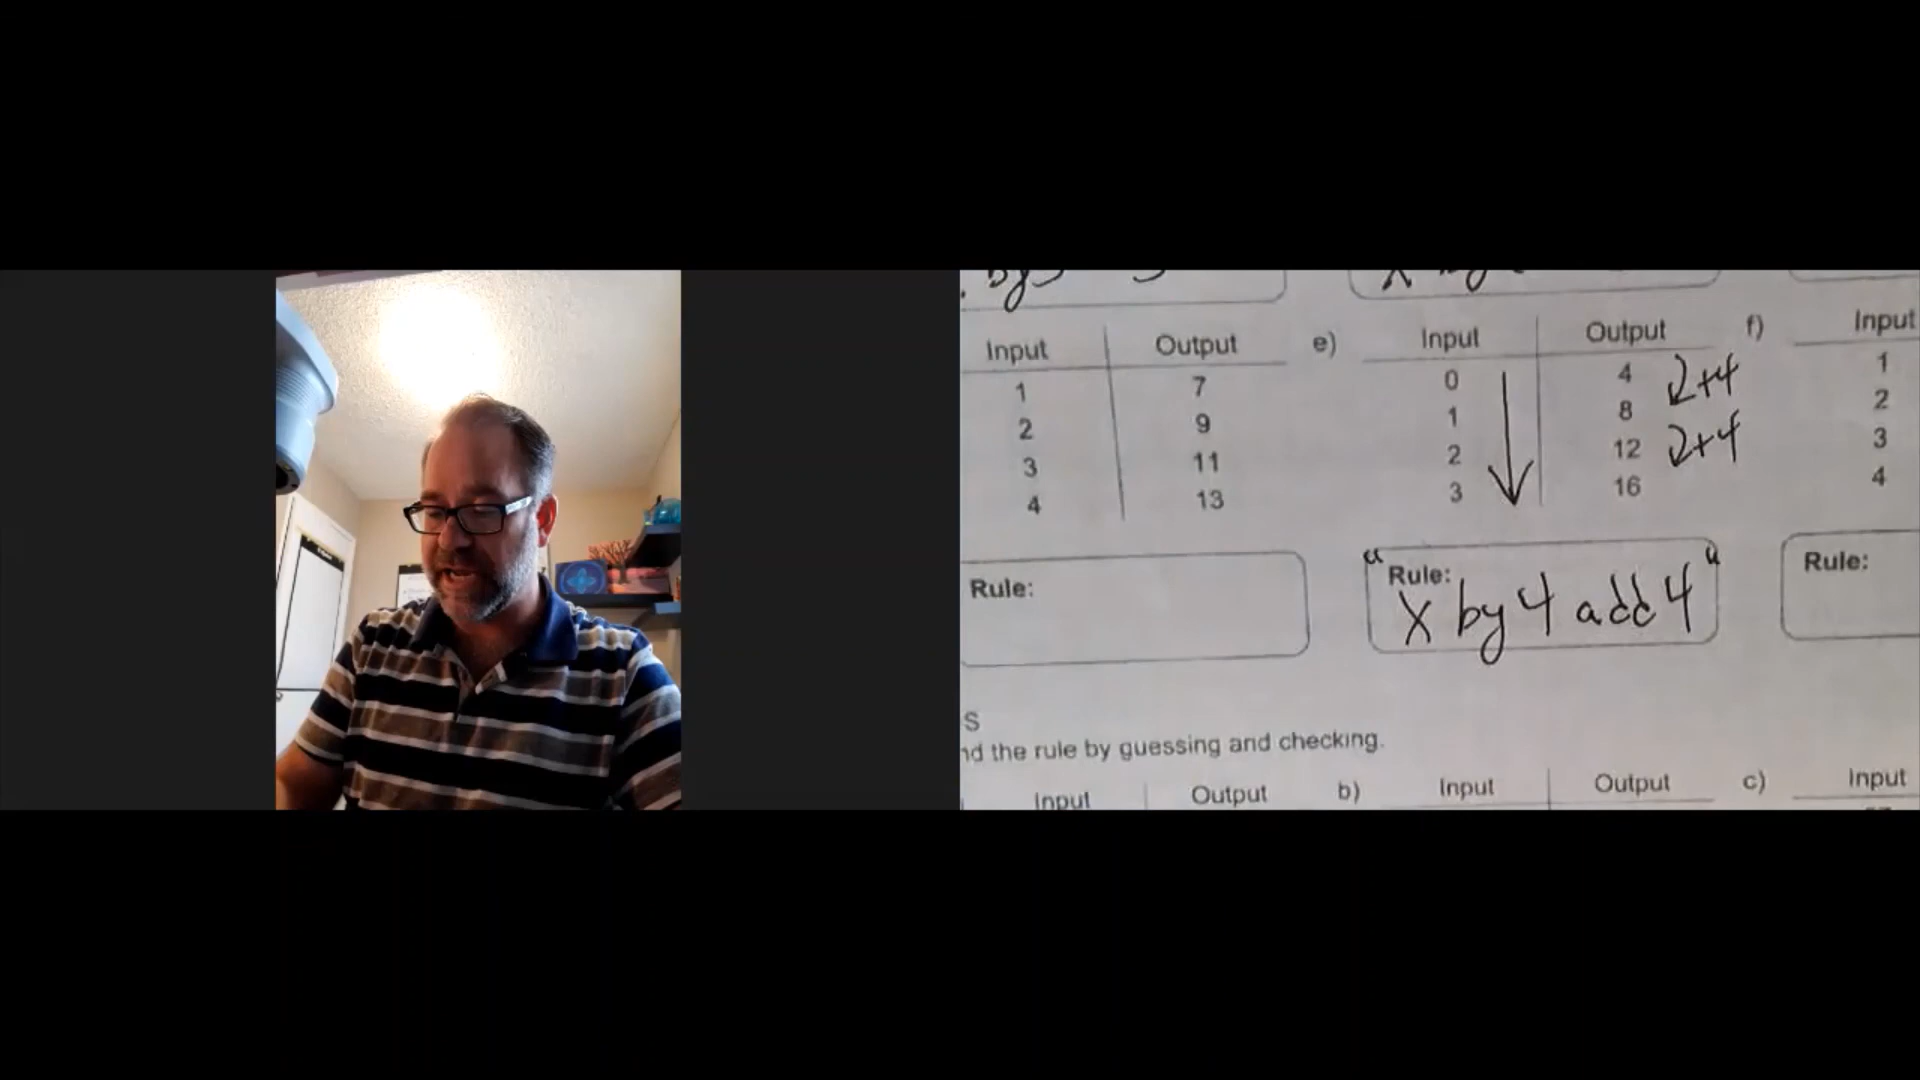 by
x by
Input Output e) Input Output f) Input
1 7 0 4 +4 1
2 9 1 8 2
3 11 2 12 +4 3
4 13 3 16 4
Rule: "Rule: Rule:
X by 4 add 4"
S
nd the rule by guessing and checking.
Input Output b) Input Output c) Input